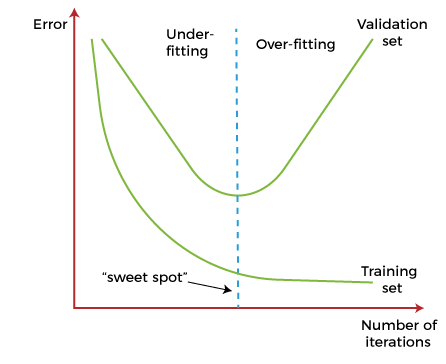 Error
Under-
fitting
Over-fitting
Validation
set
"sweet spot"
Training
set
Number of
iterations